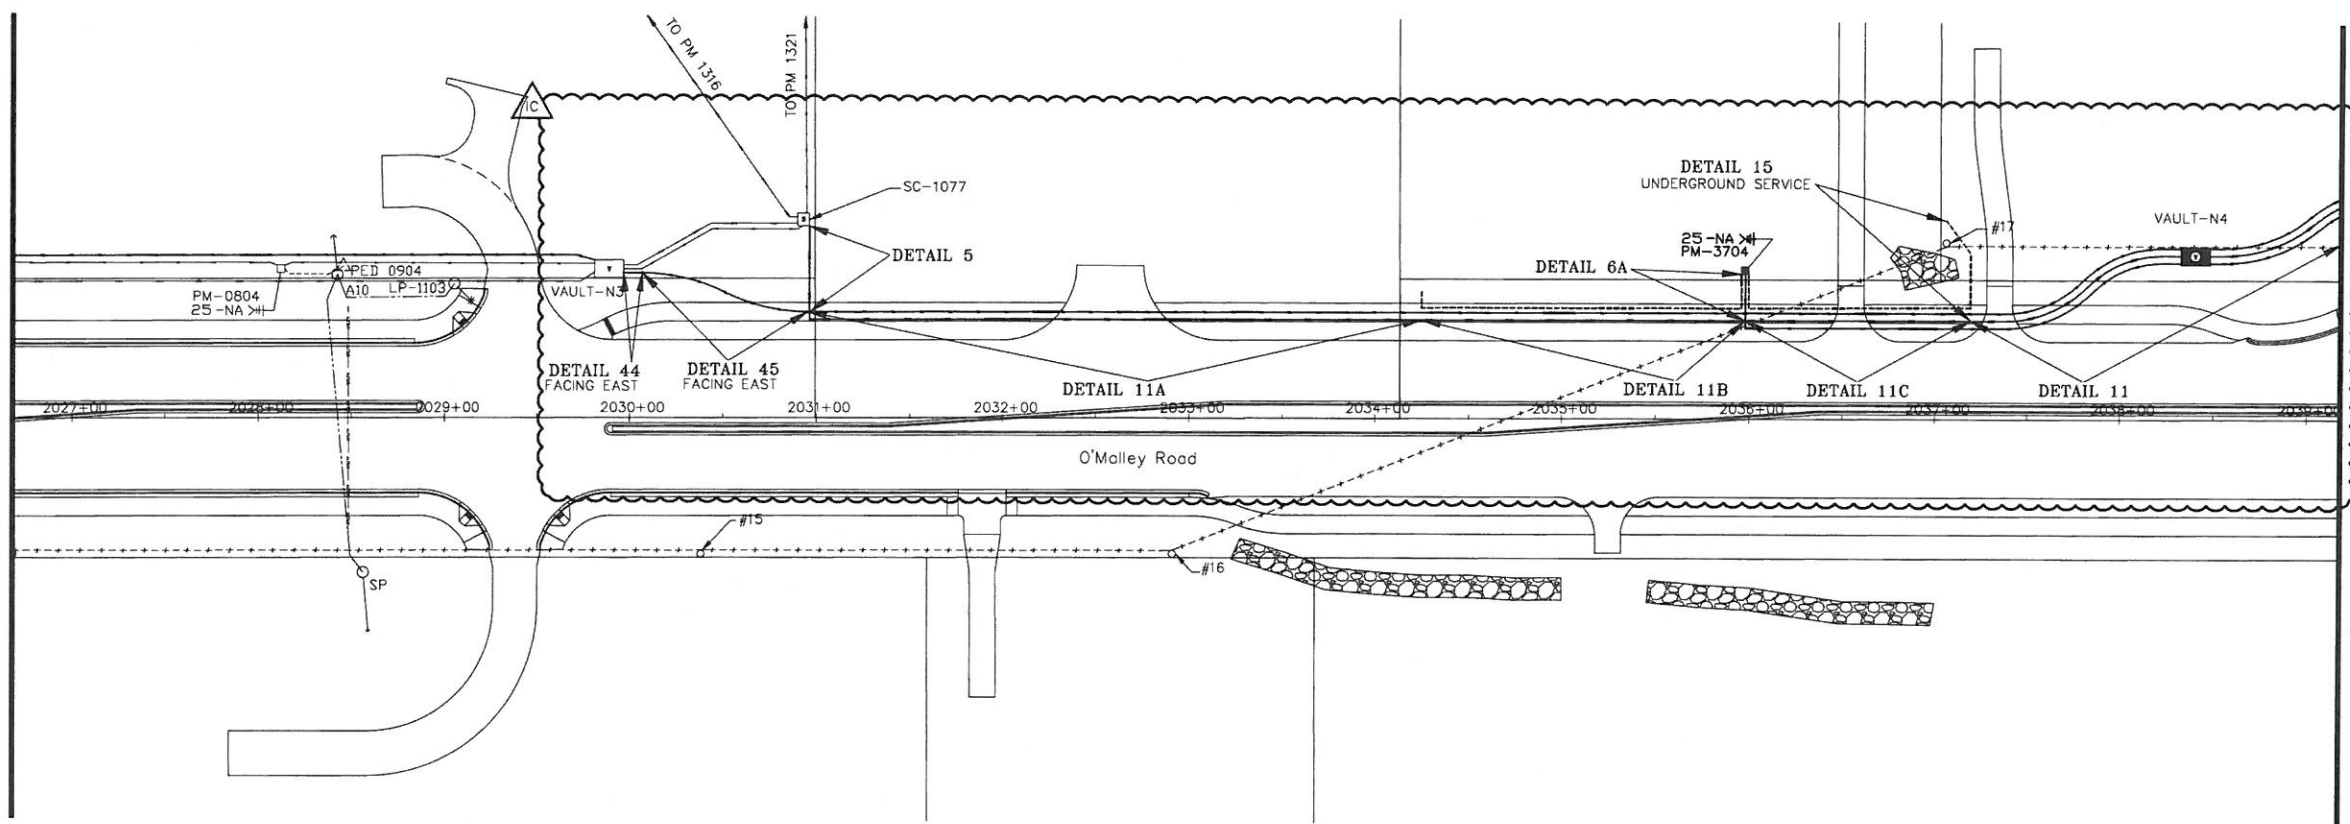 TO PM 1316
TO PM 1321
IC
SC-1077
DETAIL 5
DETAIL 15
UNDERGROUND SERVICE
#17
VAULT-N4
25-NA
PM-3704
DETAIL 6A
PED 0904
A10 LP-1103
PM-0804
25-NA
VAULT-N3
V
DETAIL 44
FACING EAST
DETAIL 45
FACING EAST
DETAIL 11A
DETAIL 11B
DETAIL 11C
DETAIL 11
2027+00
2028+00
2029+00
2030+00
2031+00
2032+00
2033+00
2034+00
2035+00
2036+00
2037+00
2038+00
2039+00
O'Malley Road
#15
#16
SP